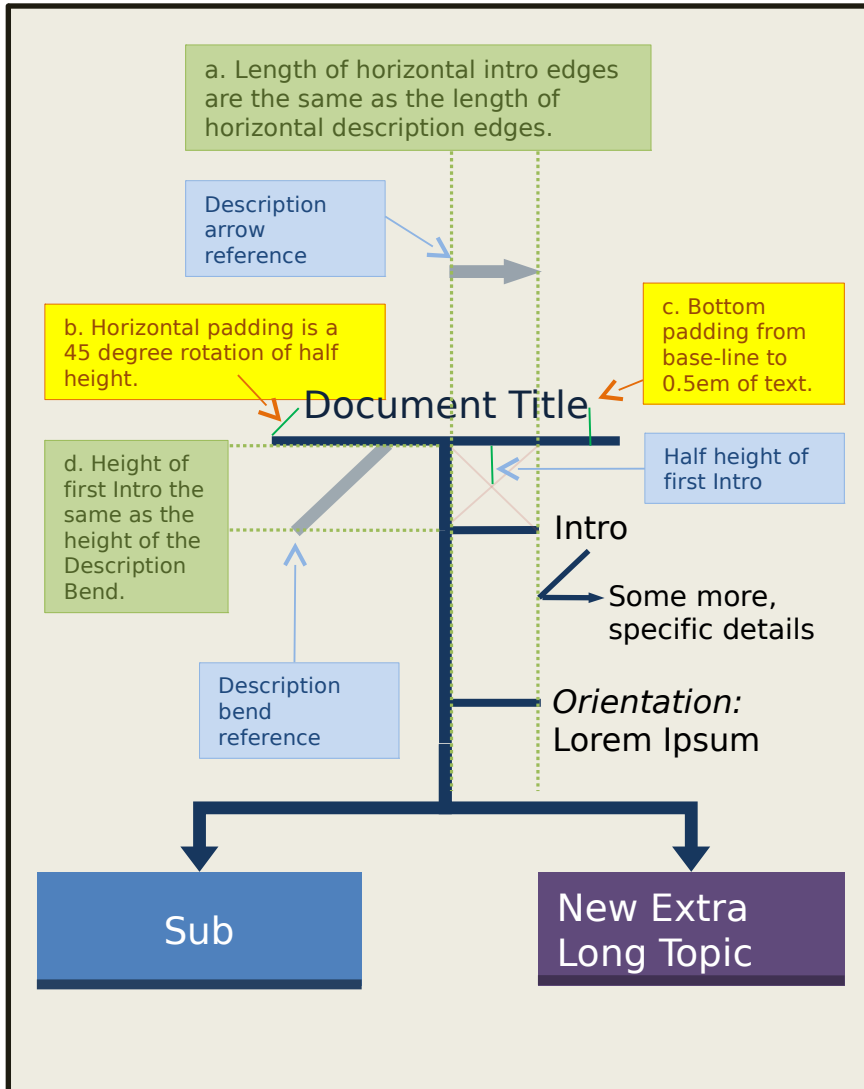 a. Length of horizontal intro edges
are the same as the length of
horizontal description edges.
Description
arrow
reference
b. Horizontal padding is a
45 degree rotation of half
height.
c. Bottom
padding from
base-line to
0.5em of text.
Document Title
d. Height of
first Intro the
same as the
height of the
Description
Bend.
Half height of
first Intro
Intro
Some more,
specific details
Description
bend
reference
Orientation:
Lorem Ipsum
Sub
New Extra
Long Topic